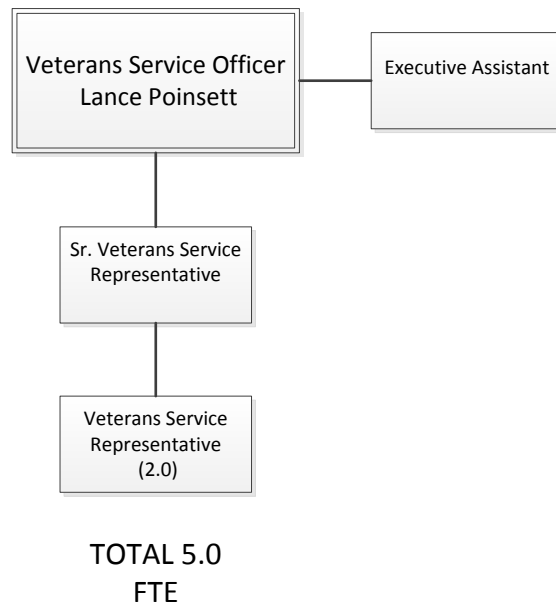 Veterans Service Officer
Lance Poinsett
Executive Assistant
Sr. Veterans Service
Representative
Veterans Service
Representative
(2.0)
TOTAL 5.0
FTE